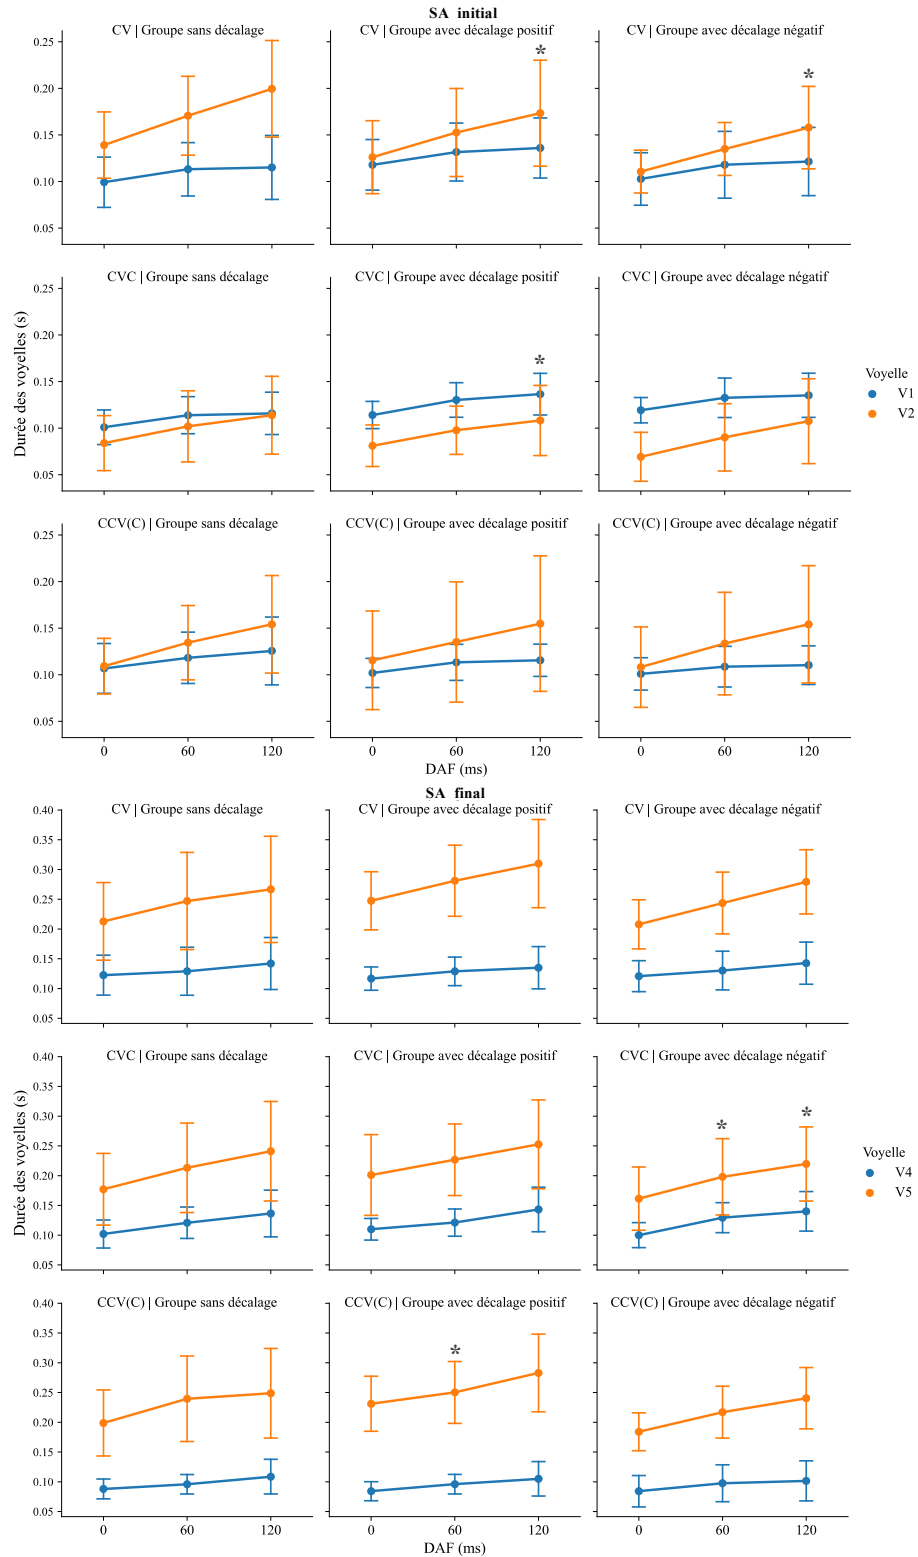 SA_initial
CV | Groupe sans décalage
CV | Groupe avec décalage positif
CV | Groupe avec décalage négatif
0.25
0.20
0.15
0.10
0.05
*
*
CVC | Groupe sans décalage
CVC | Groupe avec décalage positif
CVC | Groupe avec décalage négatif
0.25
0.20
0.15
0.10
0.05
*
Durée des voyelles (s)
Voyelle
V1
V2
CCV(C) | Groupe sans décalage
CCV(C) | Groupe avec décalage positif
CCV(C) | Groupe avec décalage négatif
0.25
0.20
0.15
0.10
0.05
0 60 120
0 60 120
0 60 120
DAF (ms)
SA_final
CV | Groupe sans décalage
CV | Groupe avec décalage positif
CV | Groupe avec décalage négatif
0.40
0.35
0.30
0.25
0.20
0.15
0.10
0.05
CVC | Groupe sans décalage
CVC | Groupe avec décalage positif
CVC | Groupe avec décalage négatif
0.40
0.35
0.30
0.25
0.20
0.15
0.10
0.05
* *
Durée des voyelles (s)
Voyelle
V4
V5
CCV(C) | Groupe sans décalage
CCV(C) | Groupe avec décalage positif
CCV(C) | Groupe avec décalage négatif
0.40
0.35
0.30
0.25
0.20
0.15
0.10
0.05
*
0 60 120
0 60 120
0 60 120
DAF (ms)